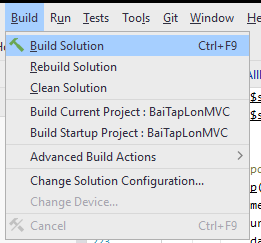 Build Run Tests Tools Git Window
Build Solution Ctrl+F9
Rebuild Solution
Clean Solution
Build Current Project : BaiTapLonMVC
Build Startup Project : BaiTapLonMVC
Advanced Build Actions
Change Solution Configuration...
Change Device...
Cancel Ctrl+F9